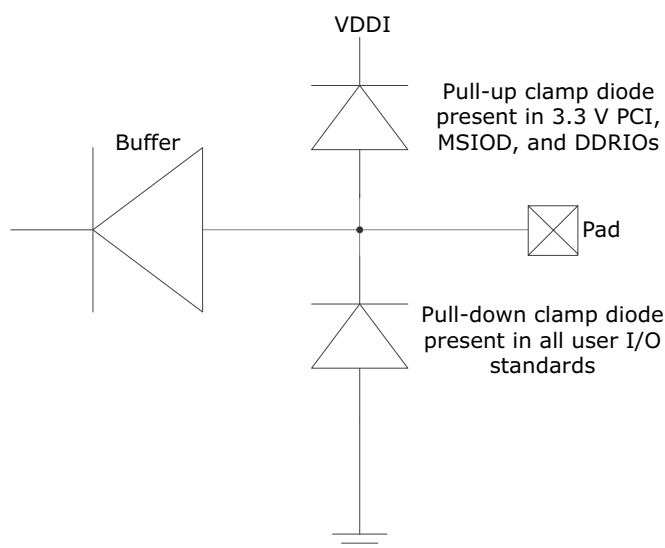 VDDI
Pull-up clamp diode
present in 3.3 V PCI,
MSIOD, and DDRIOs
Buffer
Pad
Pull-down clamp diode
present in all user I/O
standards